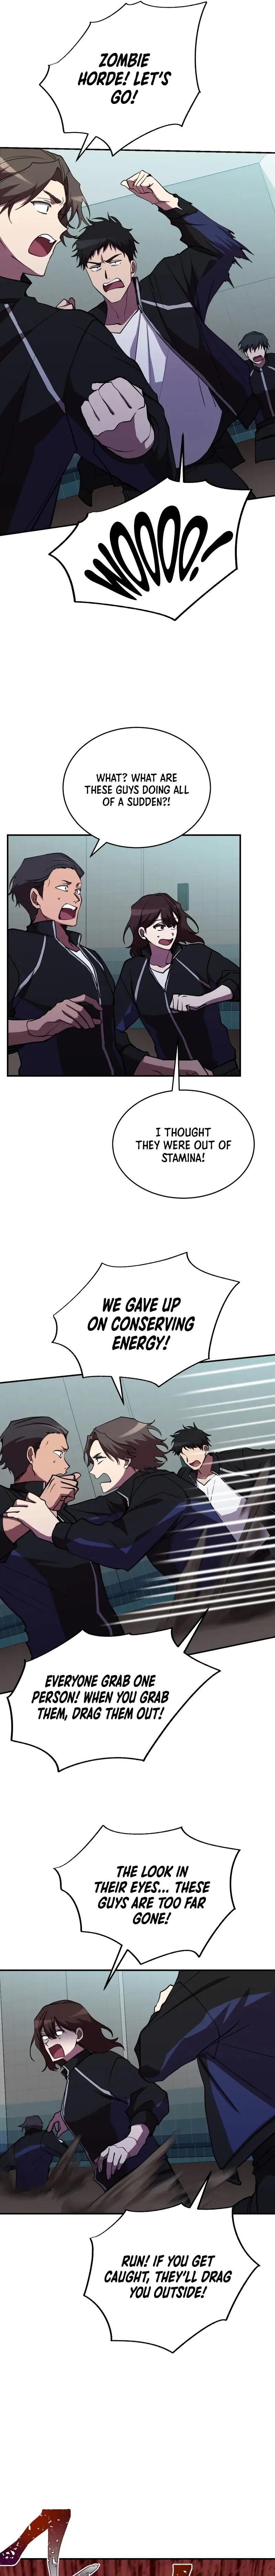 ZOMBIE
HORDE! LET'S
GO!
WOOOO!
WHAT? WHAT ARE
THESE GUYS DOING ALL
OF A SUDDEN?!
I THOUGHT
THEY WERE OUT OF
STAMINA!
WE GAVE UP
ON CONSERVING
ENERGY!
EVERYONE GRAB ONE
PERSON! WHEN YOU GRAB
THEM, DRAG THEM OUT!
THE LOOK IN
THEIR EYES... THESE
GUYS ARE TOO FAR
GONE!
RUN! IF YOU GET
CAUGHT, THEY'LL DRAG
YOU OUTSIDE!